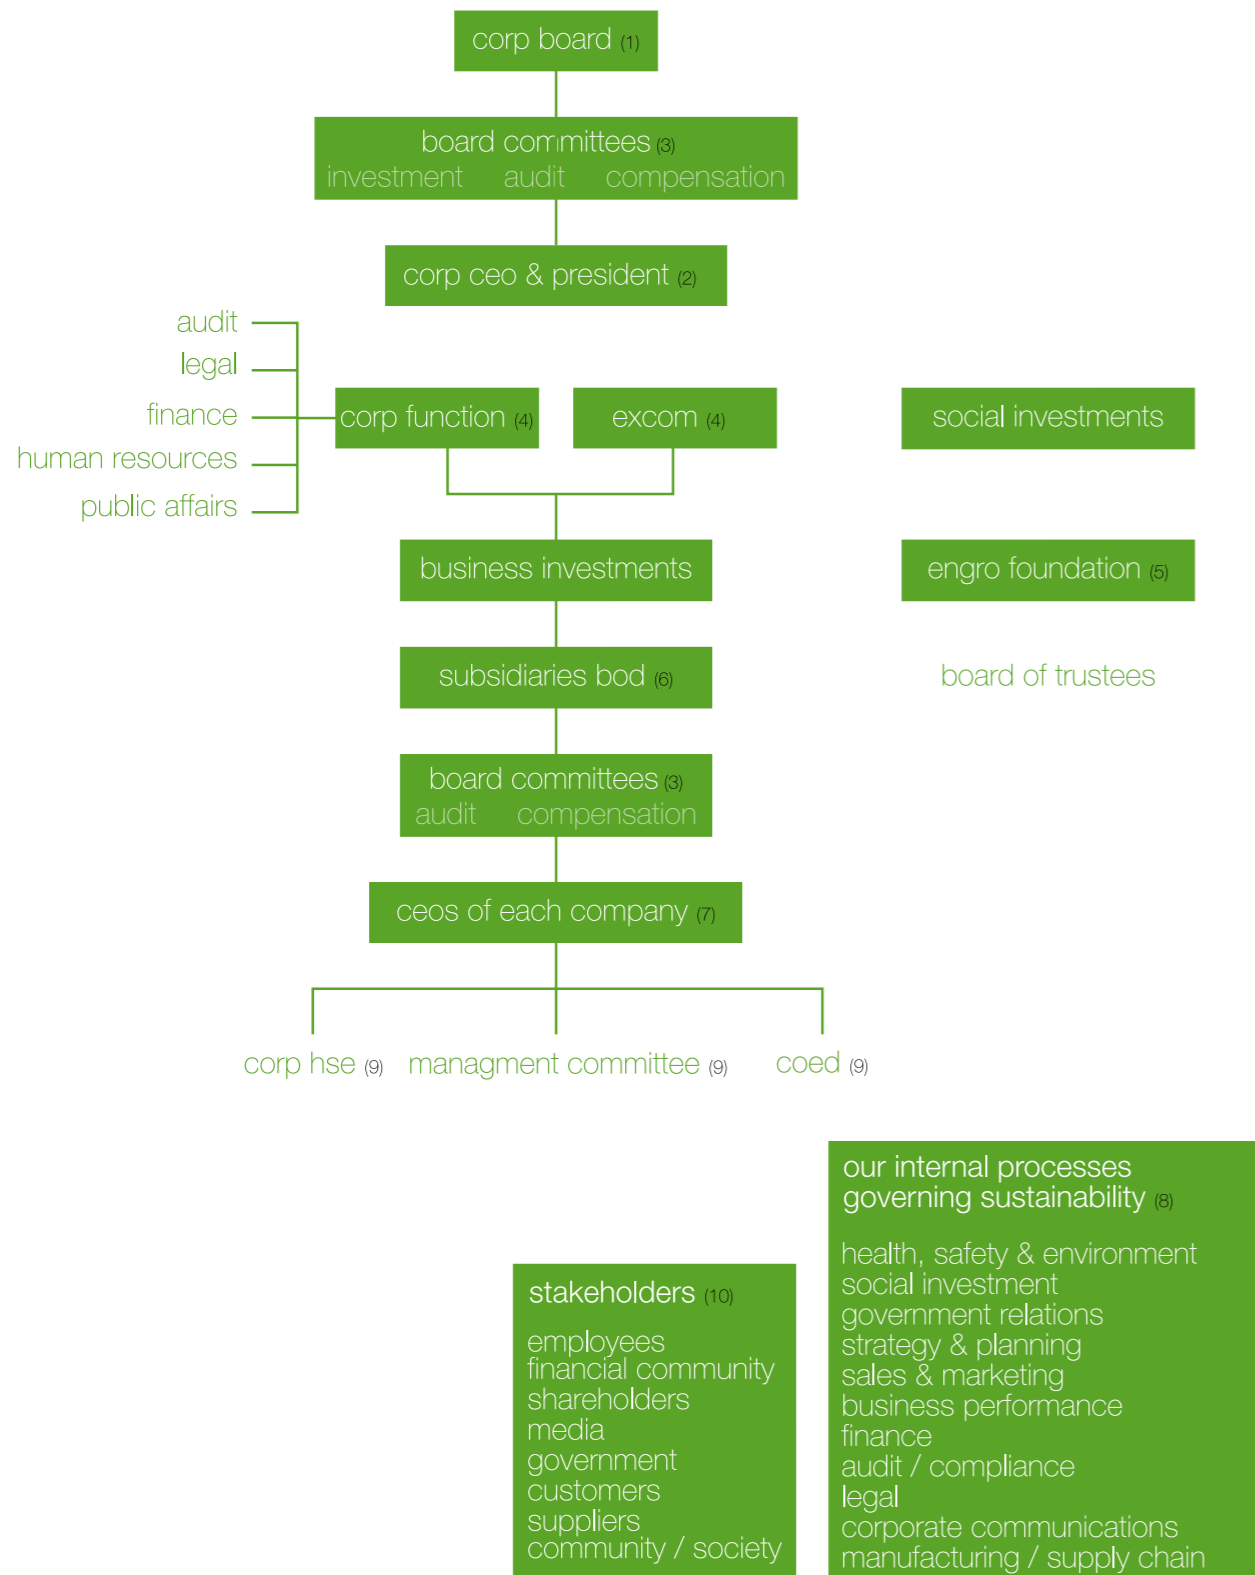 corp board (1)
board committees (3)
investment audit compensation
corp ceo & president (2)
audit
legal
finance
human resources
public affairs
corp function (4)
excom (4)
social investments
business investments
engro foundation (5)
subsidiaries bod (6)
board of trustees
board committees (3)
audit compensation
ceos of each company (7)
corp hse (9)
managment committee (9)
coed (9)
stakeholders (10)
employees
financial community
shareholders
media
government
customers
suppliers
community / society
our internal processes
governing sustainability (8)
health, safety & environment
social investment
government relations
strategy & planning
sales & marketing
business performance
finance
audit / compliance
legal
corporate communications
manufacturing / supply chain